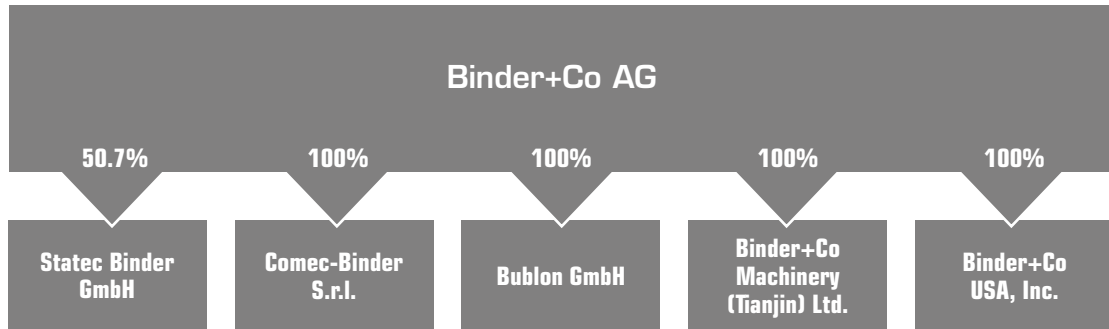 Binder+Co AG
50.7%
100%
100%
100%
100%
Statec Binder
GmbH
Comec-Binder
S.r.l.
Bublon GmbH
Binder+Co
Machinery
(Tianjin) Ltd.
Binder+Co
USA, Inc.